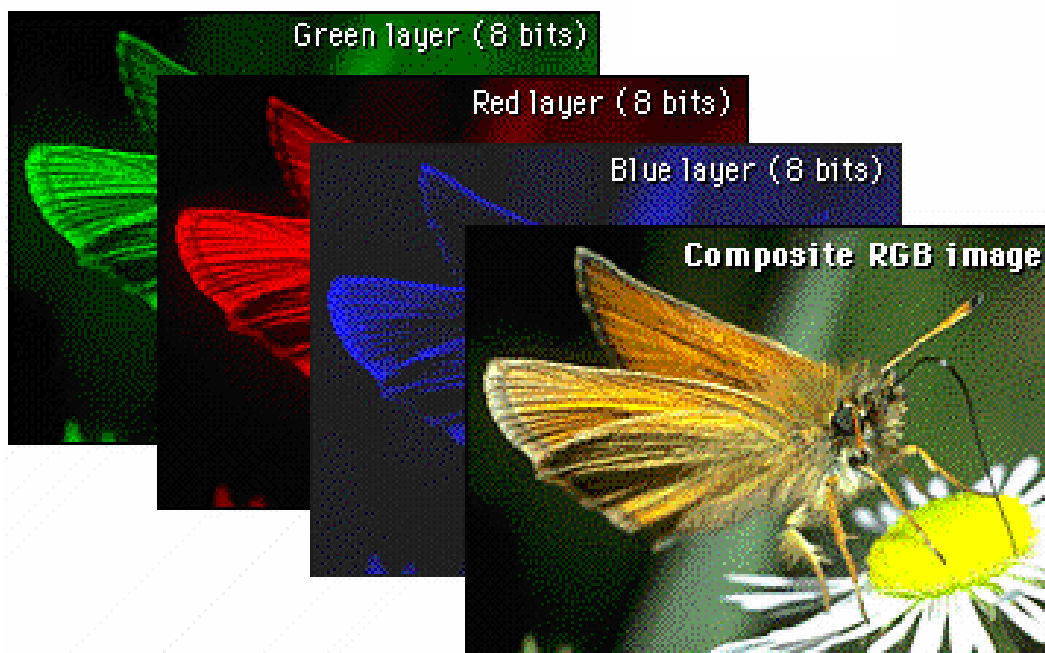 Green layer (8 bits)
Red layer (8 bits)
Blue layer (8 bits)
Composite RGB image